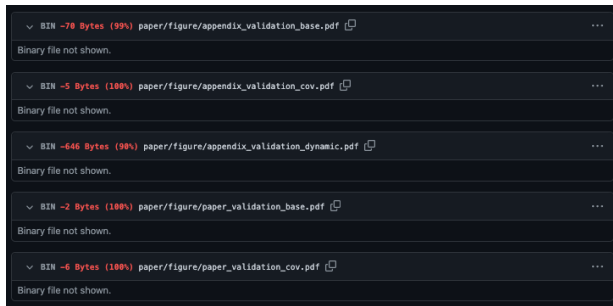 BIN -70 Bytes (99%) paper/figure/appendix_validation_base.pdf
Binary file not shown.
BIN -5 Bytes (100%) paper/figure/appendix_validation_cov.pdf
Binary file not shown.
BIN -646 Bytes (90%) paper/figure/appendix_validation_dynamic.pdf
Binary file not shown.
BIN -2 Bytes (100%) paper/figure/paper_validation_base.pdf
Binary file not shown.
BIN -6 Bytes (100%) paper/figure/paper_validation_cov.pdf
Binary file not shown.